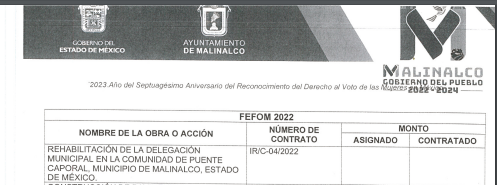 GOBIERNO DEL
ESTADO DE MÉXICO
AYUNTAMIENTO
DE MALINALCO
MALINALCO
GOBIERNO DEL PUEBLO
2022 - 2024
"2023.Año del Septuagésimo Aniversario del Reconocimiento del Derecho al Voto de las Mujeres
FEFOM 2022
NOMBRE DE LA OBRA O ACCIÓN
NÚMERO DE
CONTRATO
MONTO
ASIGNADO
CONTRATADO
REHABILITACIÓN DE LA DELEGACIÓN
MUNICIPAL EN LA COMUNIDAD DE PUENTE
CAPORAL, MUNICIPIO DE MALINALCO, ESTADO
DE MÉXICO.
IR/C-04/2022